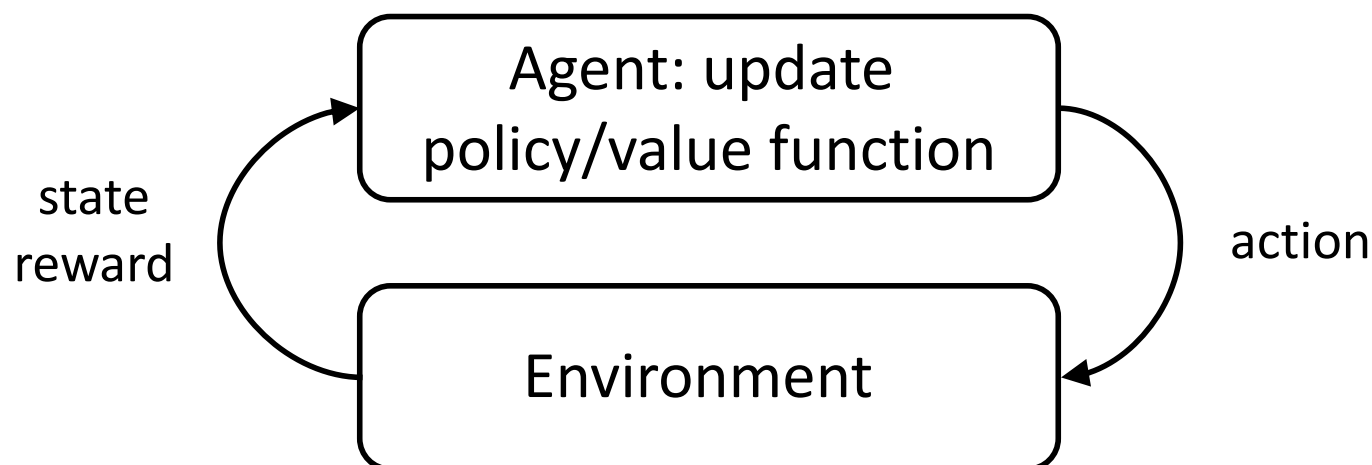 Agent: update
policy/value function
state
reward
action
Environment